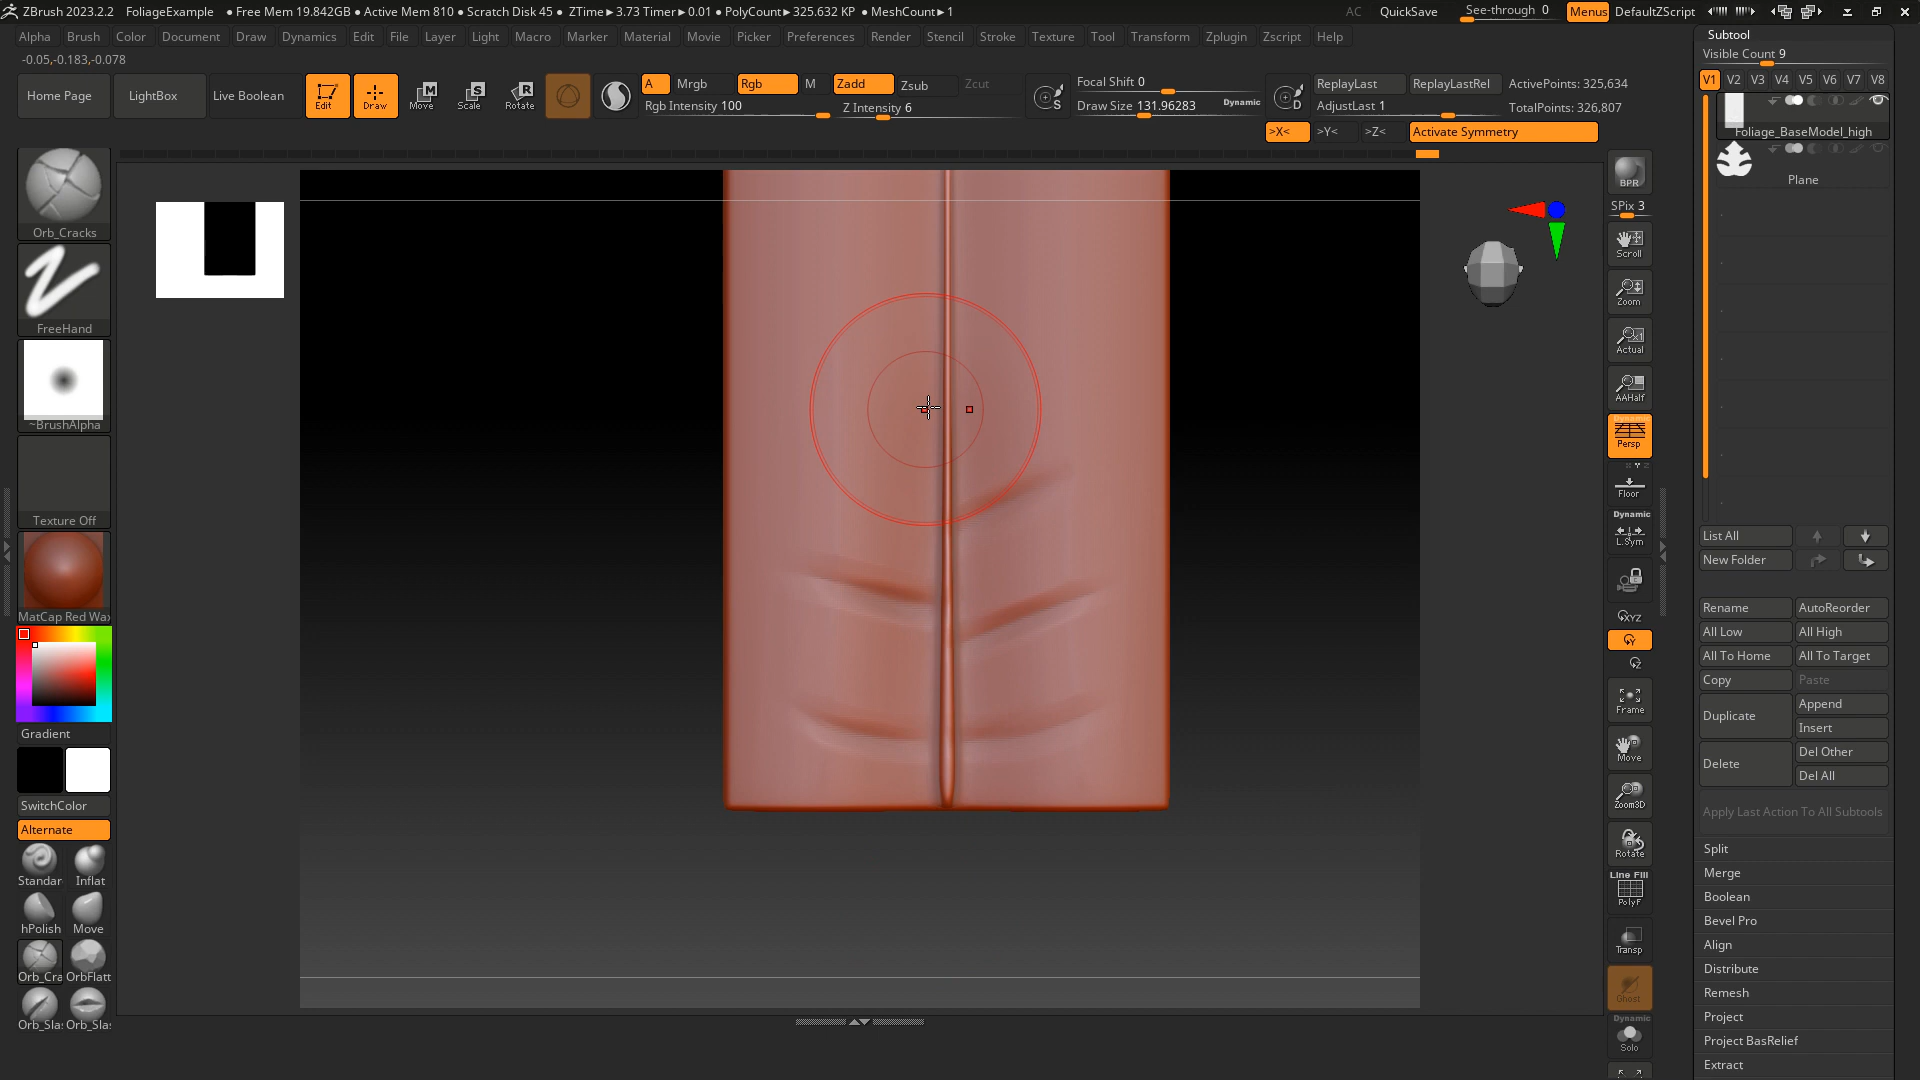 ZBrush 2023.2.2 FoliageExample ● Free Mem 19.842GB ● Active Mem 810 ● Scratch Disk 45 ● ZTime►3.73 Timer►0.01 ● PolyCount►325.632 KP ● MeshCount►1 AC QuickSave See-through 0 Menus DefaultZScript
Alpha Brush Color Document Draw Dynamics Edit File Layer Light Macro Marker Material Movie Picker Preferences Render Stencil Stroke Texture Tool Transform Zplugin Zscript Help
-0.05,-0.183,-0.078
Home Page LightBox Live Boolean Edit Draw Move Scale Rotate
A Mrgb Rgb M Zadd Zsub Zcut
Rgb Intensity 100 Z Intensity 6
Focal Shift 0
Draw Size 131.96283 Dynamic
ReplayLast ReplayLastRel ActivePoints: 325,634
AdjustLast 1 TotalPoints: 326,807
>X< >Y< >Z< Activate Symmetry
Orb_Cracks
FreeHand
~BrushAlpha
Texture Off
MatCap Red Wax
Gradient
SwitchColor
Alternate
Standar Inflat
hPolish Move
Orb_Cra OrbFlatt
Orb_Sla Orb_Sla
BPR
SPix 3
Scroll
Zoom
Actual
AAHalf
Dynamic
Persp
Floor
Dynamic
L.Sym
XYZ
Y
Z
Frame
Move
Zoom3D
Rotate
Line Fill
PolyF
Transp
Ghost
Dynamic
Solo
Subtool
Visible Count 9
V1 V2 V3 V4 V5 V6 V7 V8
Foliage_BaseModel_high
Plane
List All
New Folder
Rename AutoReorder
All Low All High
All To Home All To Target
Copy Paste
Duplicate Append
Insert
Delete Del Other
Del All
Apply Last Action To All Subtools
Split
Merge
Boolean
Bevel Pro
Align
Distribute
Remesh
Project
Project BasRelief
Extract